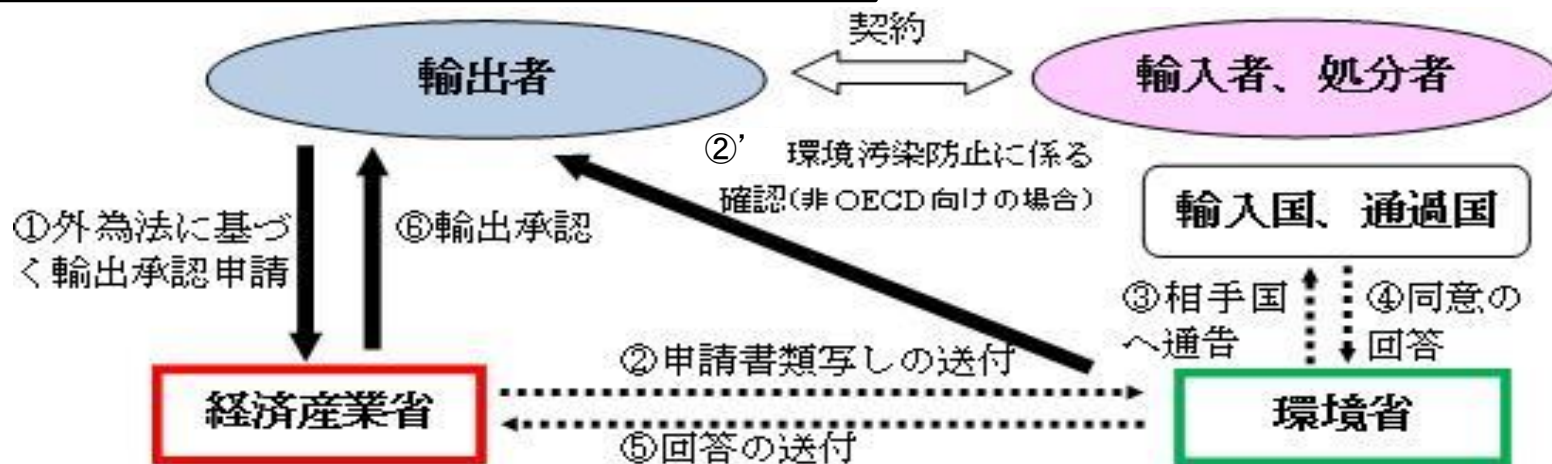 契約
輸出者
輸入者、処分者
②’
環境汚染防止に係る
確認(非OECD向けの場合)
輸入国、通過国
①外為法に基づ
く輸出承認申請
⑥輸出承認
③相手国
へ通告
④同意の
回答
②申請書類写しの送付
経済産業省
環境省
⑤回答の送付